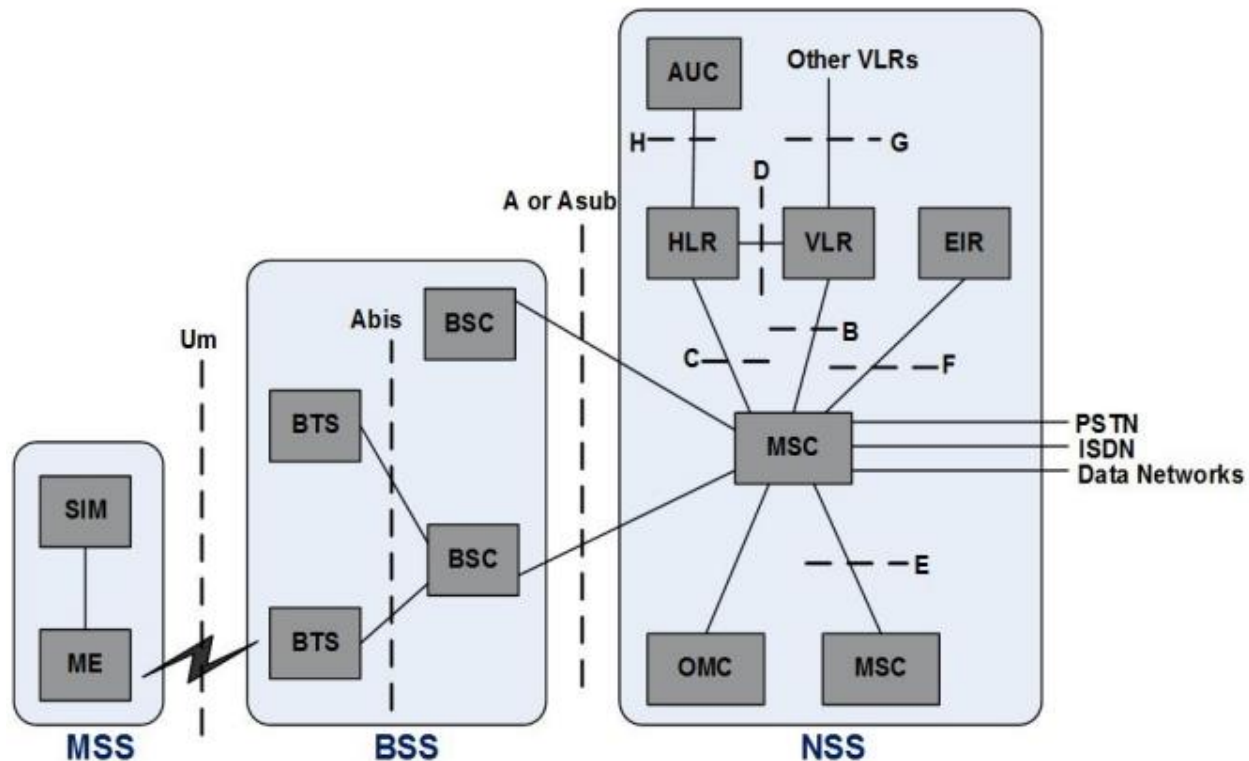 AUC
Other VLRs
H
G
D
A or Asub
HLR
VLR
EIR
Abis
BSC
Um
B
C
F
BTS
MSC
PSTN
ISDN
Data Networks
SIM
BSC
E
ME
BTS
OMC
MSC
MSS
BSS
NSS